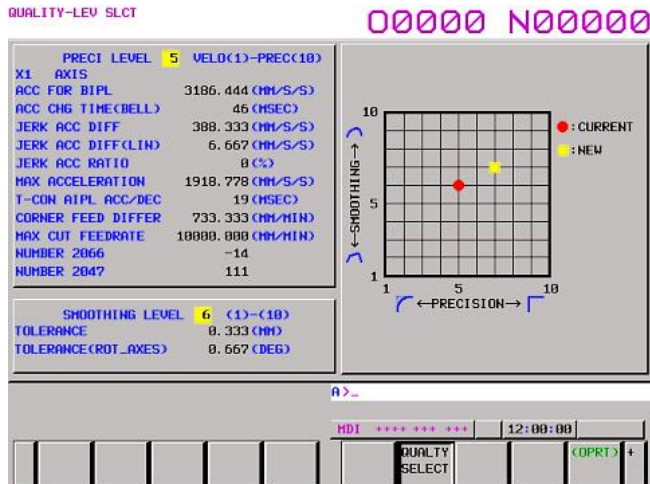 QUALITY-LEV SLCT
O0000 N00000
PRECI LEVEL 5 VELO(1)-PREC(10)
X1 AXIS
ACC FOR BIPL 3186.444(MM/S/S)
ACC CHG TIME(BELL) 46(MSEC)
JERK ACC DIFF 388.333(MM/S/S)
JERK ACC DIFF(LIN) 6.667(MM/S/S)
JERK ACC RATIO 0(%)
MAX ACCELERATION 1918.778(MM/S/S)
T-CON AIPL ACC/DEC 19(MSEC)
CORNER FEED DIFFER 733.333(MM/MIN)
MAX CUT FEEDRATE 10000.000(MM/MIN)
NUMBER 2066 -14
NUMBER 2047 111
SMOOTHING LEVEL 6 (1)-(10)
TOLERANCE 0.333(MM)
TOLERANCE(ROT_AXES) 0.667(DEG)
10
:CURRENT
:NEW
←SMOOTHING→
5
1
1 5 10
←PRECISION→
A>_
MDI ++++ +++ +++ 12:00:00
QUALTY SELECT
(OPRT) +